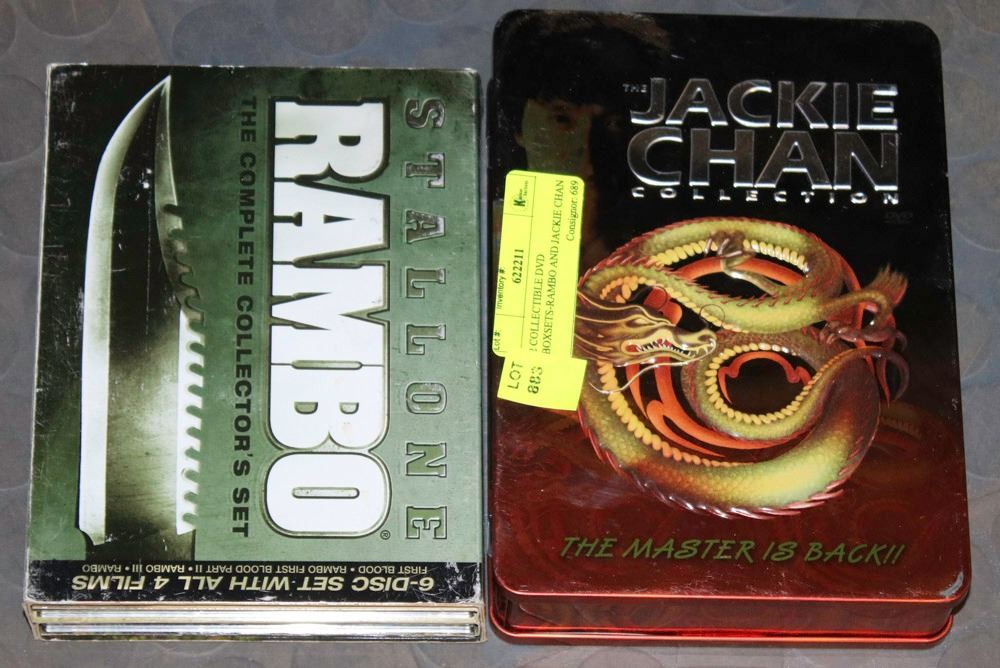 STALLONE
RAMBO®
THE COMPLETE COLLECTOR'S SET
6-DISC SET WITH ALL 4 FILMS
FIRST BLOOD • RAMBO FIRST BLOOD PART II • RAMBO III • RAMBO
THE
JACKIE
CHAN
COLLECTION
DVD
THE MASTER IS BACK!!
Lot #:
Inventory #:
622211
COLLECTIBLE DVD
BOXSETS-RAMBO AND JACKIE CHAN
Consignor: 689
LOT
883